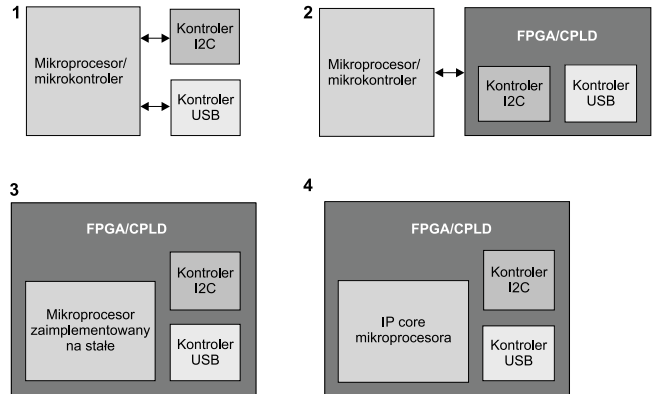 1
Mikroprocesor/
mikrokontroler
Kontroler
I2C
Kontroler
USB
2
Mikroprocesor/
mikrokontroler
FPGA/CPLD
Kontroler
I2C
Kontroler
USB
3
FPGA/CPLD
Mikroprocesor
zaimplementowany
na stałe
Kontroler
I2C
Kontroler
USB
4
FPGA/CPLD
IP core
mikroprocesora
Kontroler
I2C
Kontroler
USB